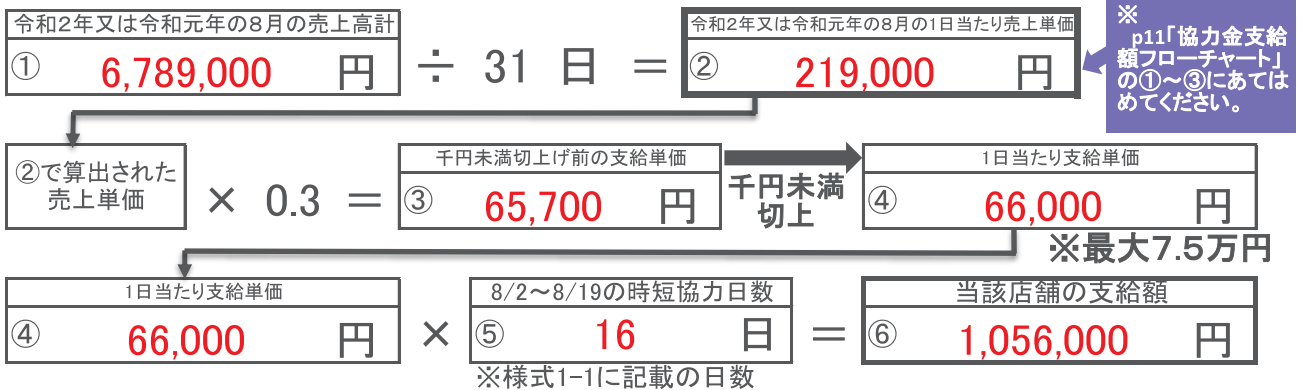 令和2年又は令和元年の8月の売上高計
① 6,789,000 円 ÷ 31 日 =
令和2年又は令和元年の8月の1日当たり売上単価
② 219,000 円
※
p11「協力金支給
額フローチャート」
の①～③にあては
めてください。
②で算出された
売上単価
× 0.3 =
千円未満切上げ前の支給単価
③ 65,700 円
千円未満
切上
1日当たり支給単価
④ 66,000 円
※最大7.5万円
1日当たり支給単価
④ 66,000 円 ×
8/2～8/19の時短協力日数
⑤ 16 日 =
※様式1-1に記載の日数
当該店舗の支給額
⑥ 1,056,000 円